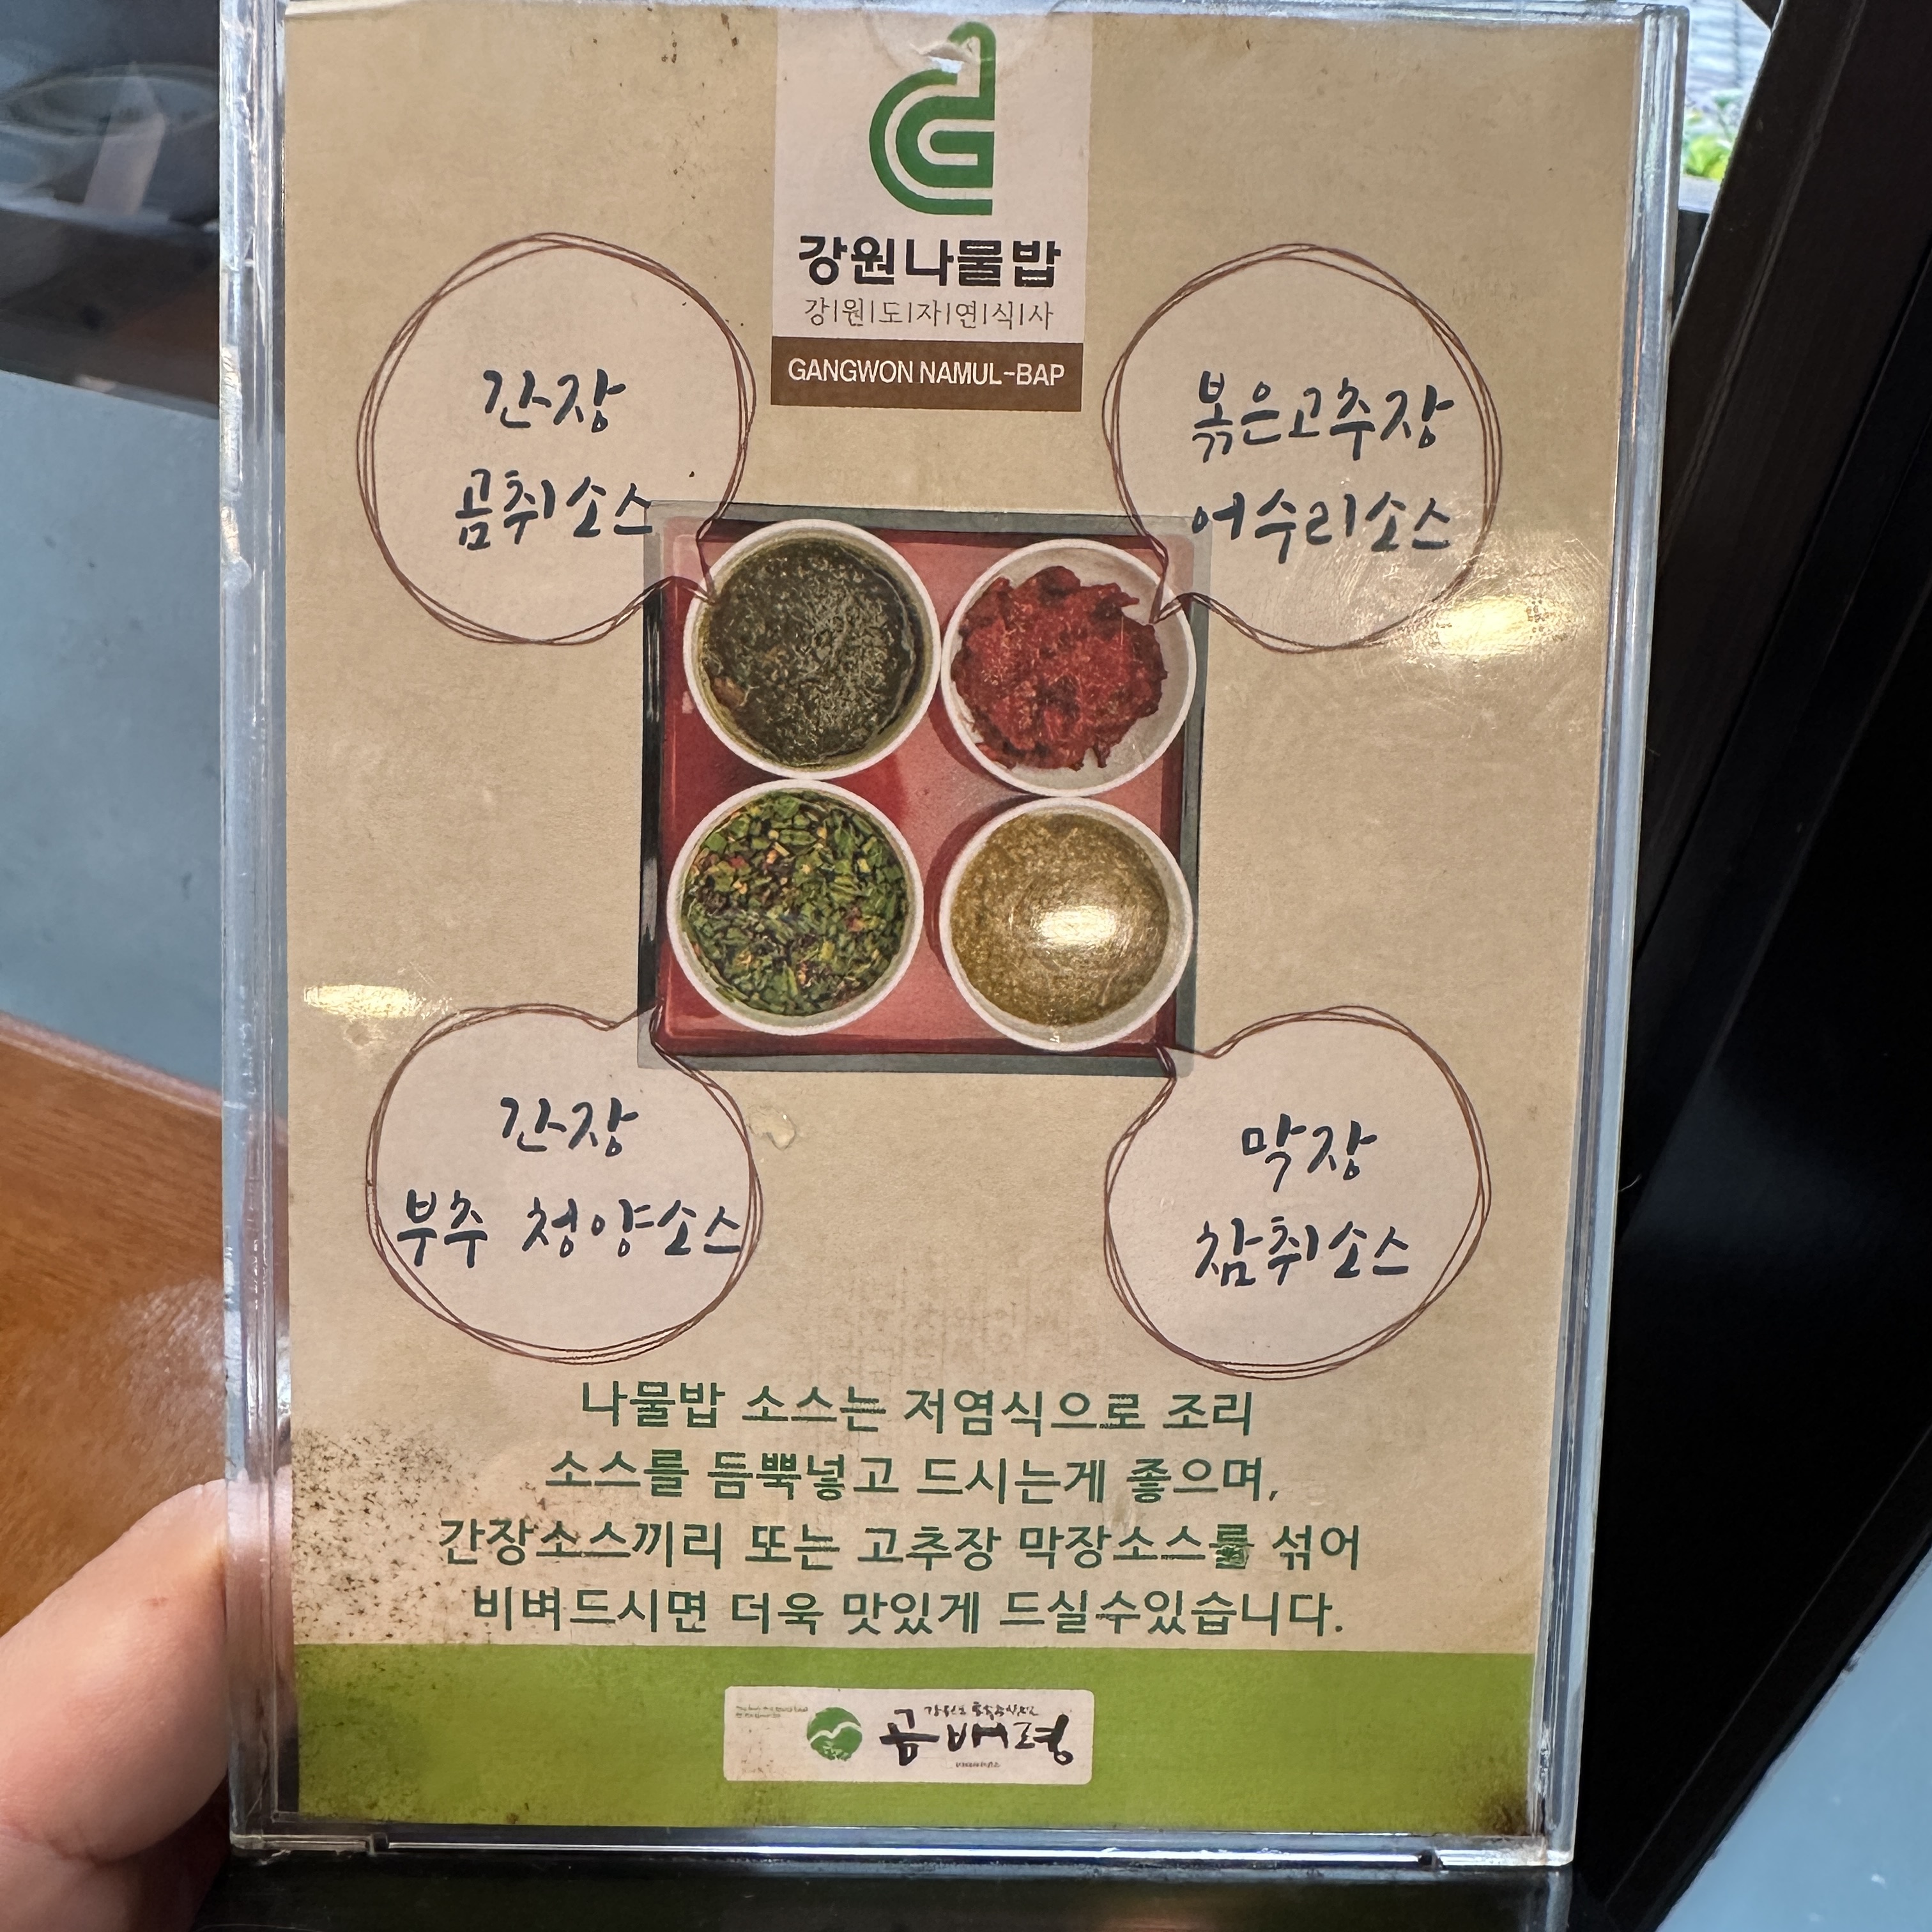 강원나물밥
강|원|도|자|연|식|사
GANGWON NAMUL-BAP
간장
곰취소스
볶은고추장
어수리소스
간장
부추 청양소스
막장
참취소스
나물밥 소스는 저염식으로 조리
소스를 듬뿍넣고 드시는게 좋으며,
간장소스끼리 또는 고추장 막장소스를 섞어
비벼드시면 더욱 맛있게 드실수있습니다.
곰배령